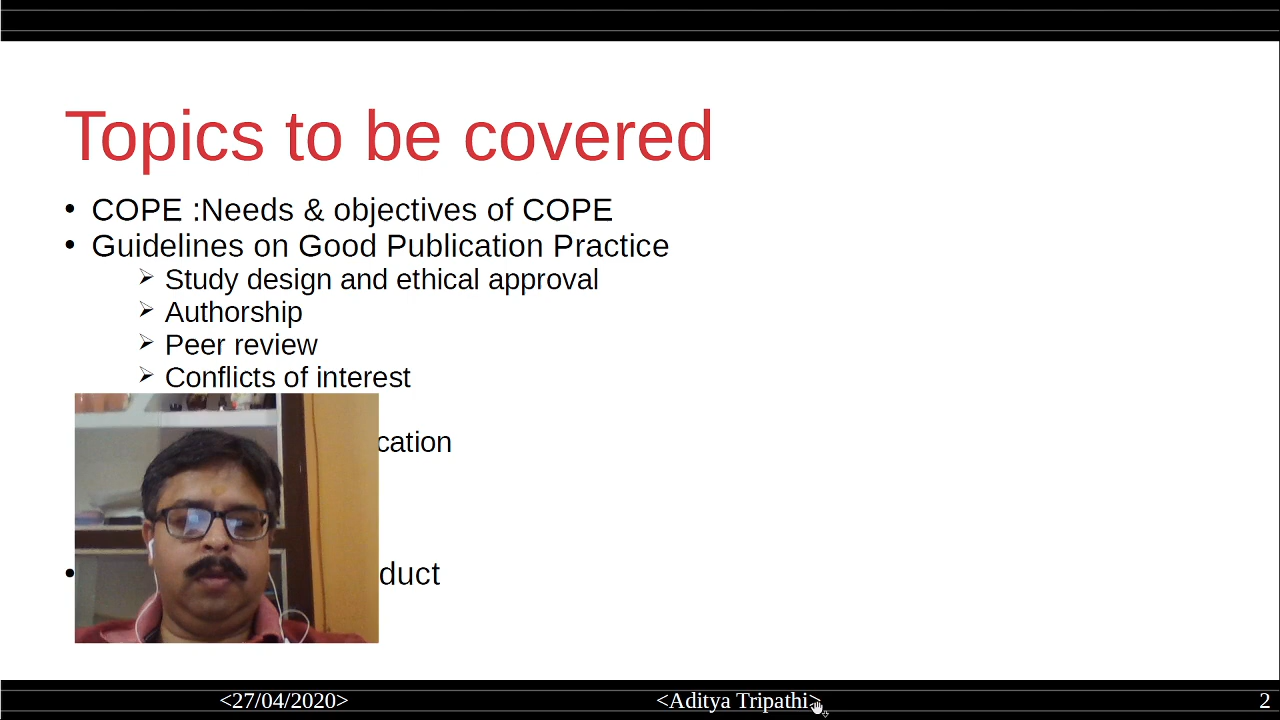 Topics to be covered
• COPE :Needs & objectives of COPE
• Guidelines on Good Publication Practice
➢ Study design and ethical approval
➢ Authorship
➢ Peer review
➢ Conflicts of interest
cation
• duct
<27/04/2020> <Aditya Tripathi> 2